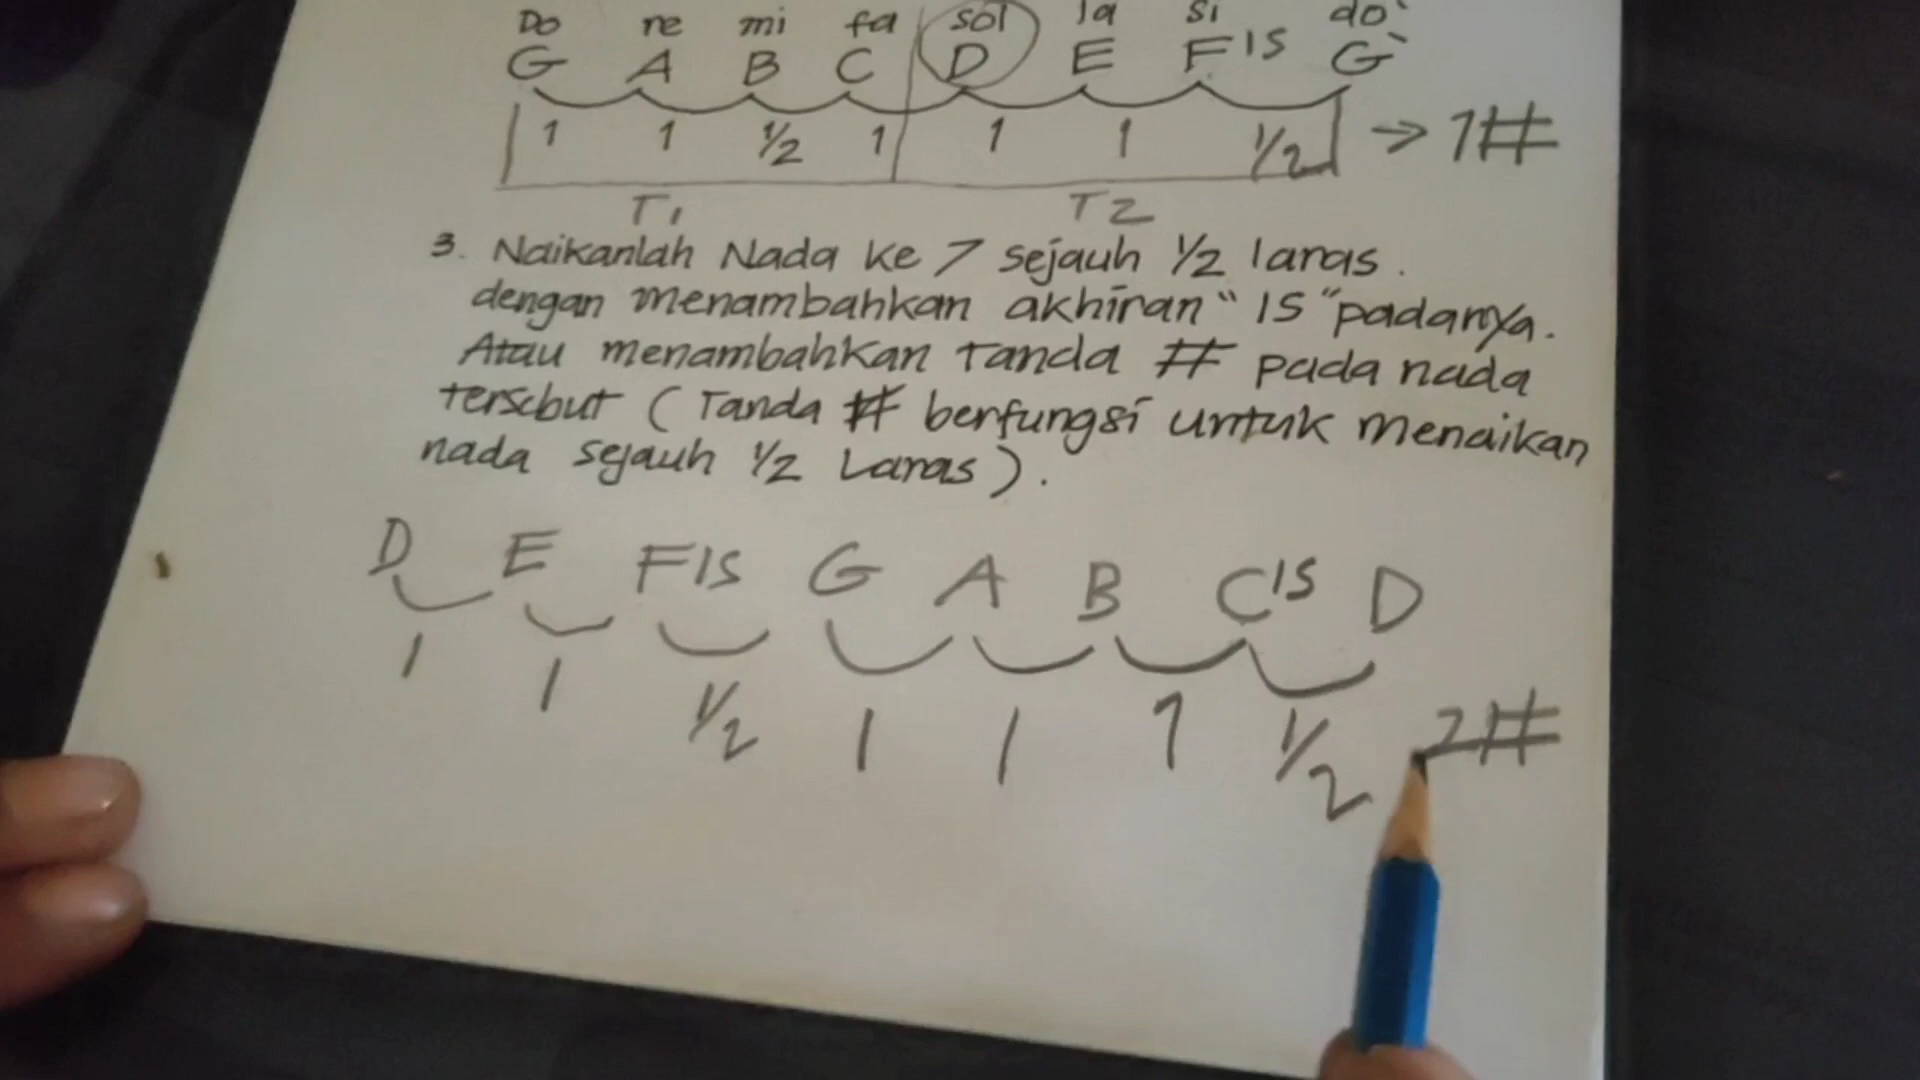 Do re mi fa sol la si do'
G A B C D E FIS G'
1 1 ½ 1 1 1 ½ → 1#
T1 T2
3. Naikanlah Nada ke 7 sejauh ½ laras.
dengan menambahkan akhiran "IS" padanya.
Atau menambahkan Tanda # pada nada
tersebut (Tanda # berfungsi untuk menaikan
nada sejauh ½ Laras).
D E FIS G A B CIS D
1 1 ½ 1 1 1 ½ 2#